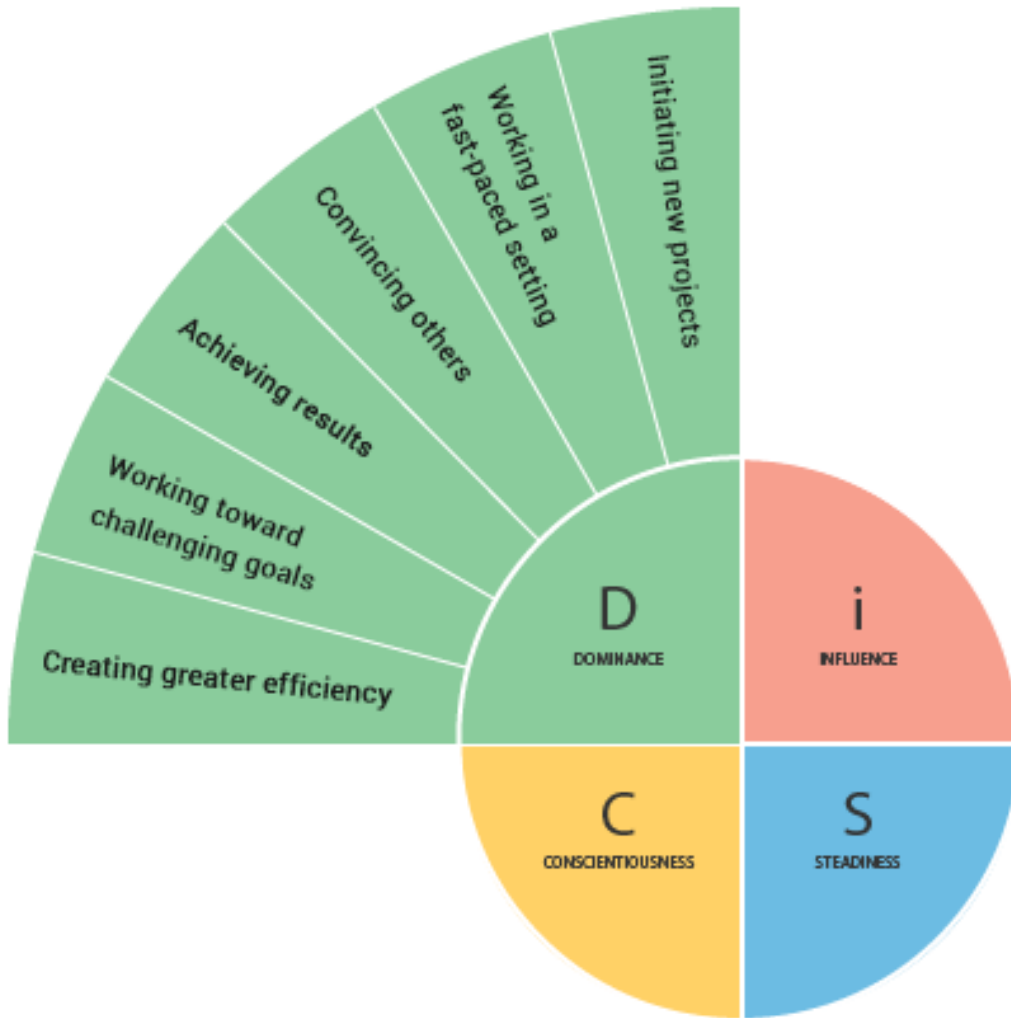 Initiating new projects
Working in a
fast-paced setting
Convincing others
Achieving results
Working toward
challenging goals
Creating greater efficiency
D
DOMINANCE
i
INFLUENCE
C
CONSCIENTIOUSNESS
S
STEADINESS